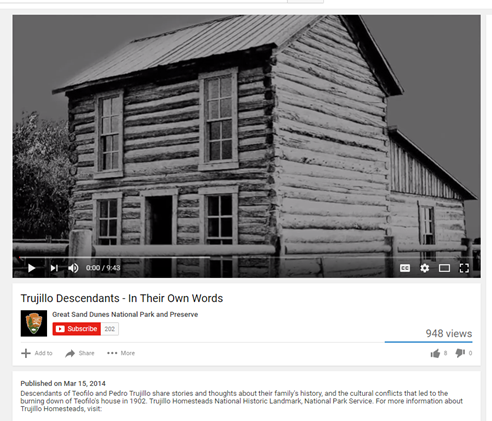 0:00 / 9:43
CC
Trujillo Descendants - In Their Own Words
Great Sand Dunes National Park and Preserve
Subscribe 202
948 views
Add to Share More 8 0
Published on Mar 15, 2014
Descendants of Teofilo and Pedro Trujillo share stories and thoughts about their family's history, and the cultural conflicts that led to the
burning down of Teofilo's house in 1902. Trujillo Homesteads National Historic Landmark, National Park Service. For more information about
Trujillo Homesteads, visit: